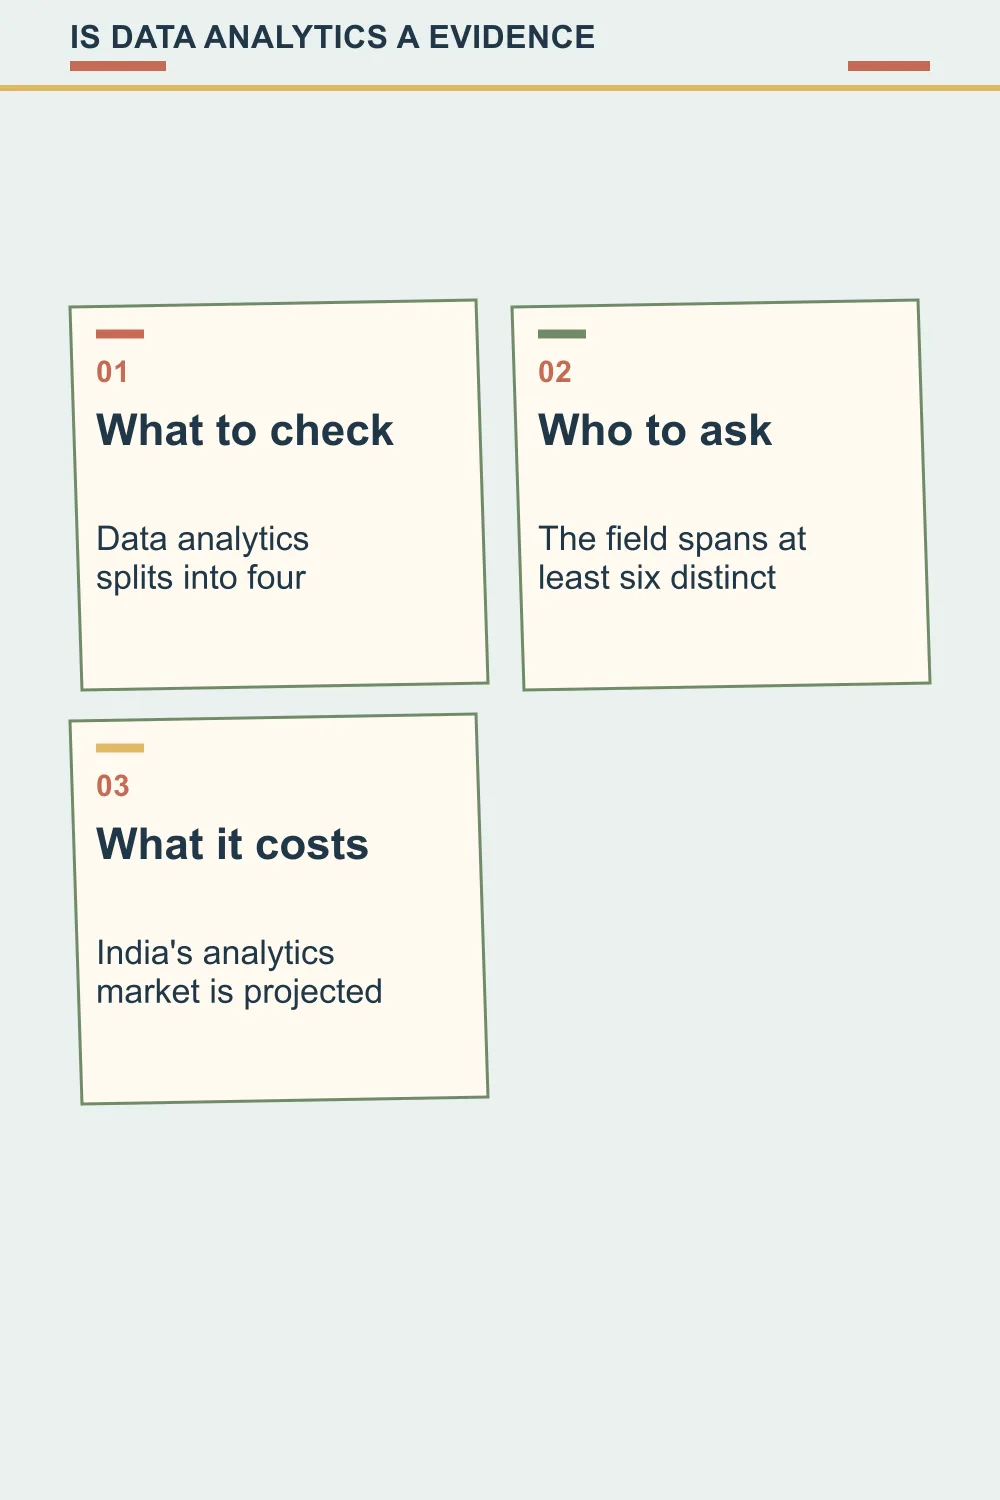 IS DATA ANALYTICS A EVIDENCE
01
What to check
Data analytics
splits into four
02
Who to ask
The field spans at
least six distinct
03
What it costs
India's analytics
market is projected